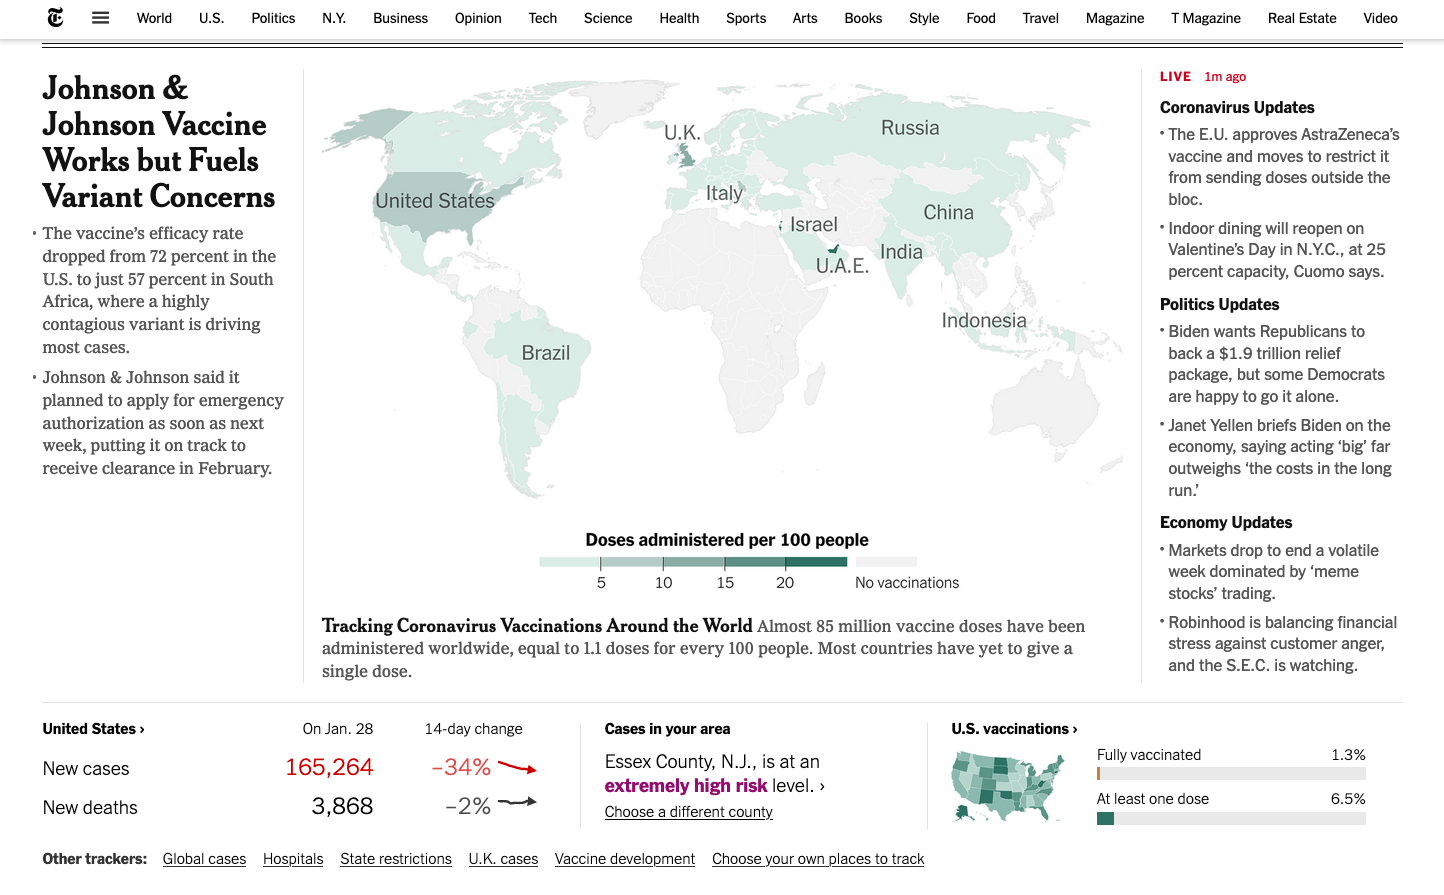 World U.S. Politics N.Y. Business Opinion Tech Science Health Sports Arts Books Style Food Travel Magazine T Magazine Real Estate Video
Johnson &
Johnson Vaccine
Works but Fuels
Variant Concerns
• The vaccine’s efficacy rate
dropped from 72 percent in the
U.S. to just 57 percent in South
Africa, where a highly
contagious variant is driving
most cases.
• Johnson & Johnson said it
planned to apply for emergency
authorization as soon as next
week, putting it on track to
receive clearance in February.
U.K.
Russia
United States
Italy
Israel
China
U.A.E.
India
Indonesia
Brazil
Doses administered per 100 people
5 10 15 20 No vaccinations
Tracking Coronavirus Vaccinations Around the World Almost 85 million vaccine doses have been
administered worldwide, equal to 1.1 doses for every 100 people. Most countries have yet to give a
single dose.
LIVE 1m ago
Coronavirus Updates
• The E.U. approves AstraZeneca’s
vaccine and moves to restrict it
from sending doses outside the
bloc.
• Indoor dining will reopen on
Valentine’s Day in N.Y.C., at 25
percent capacity, Cuomo says.
Politics Updates
• Biden wants Republicans to
back a $1.9 trillion relief
package, but some Democrats
are happy to go it alone.
• Janet Yellen briefs Biden on the
economy, saying acting ‘big’ far
outweighs ‘the costs in the long
run.’
Economy Updates
• Markets drop to end a volatile
week dominated by ‘meme
stocks’ trading.
• Robinhood is balancing financial
stress against customer anger,
and the S.E.C. is watching.
United States › On Jan. 28 14-day change
New cases 165,264 –34%
New deaths 3,868 –2%
Cases in your area
Essex County, N.J., is at an
extremely high risk level. ›
Choose a different county
U.S. vaccinations ›
Fully vaccinated 1.3%
At least one dose 6.5%
Other trackers: Global cases Hospitals State restrictions U.K. cases Vaccine development Choose your own places to track